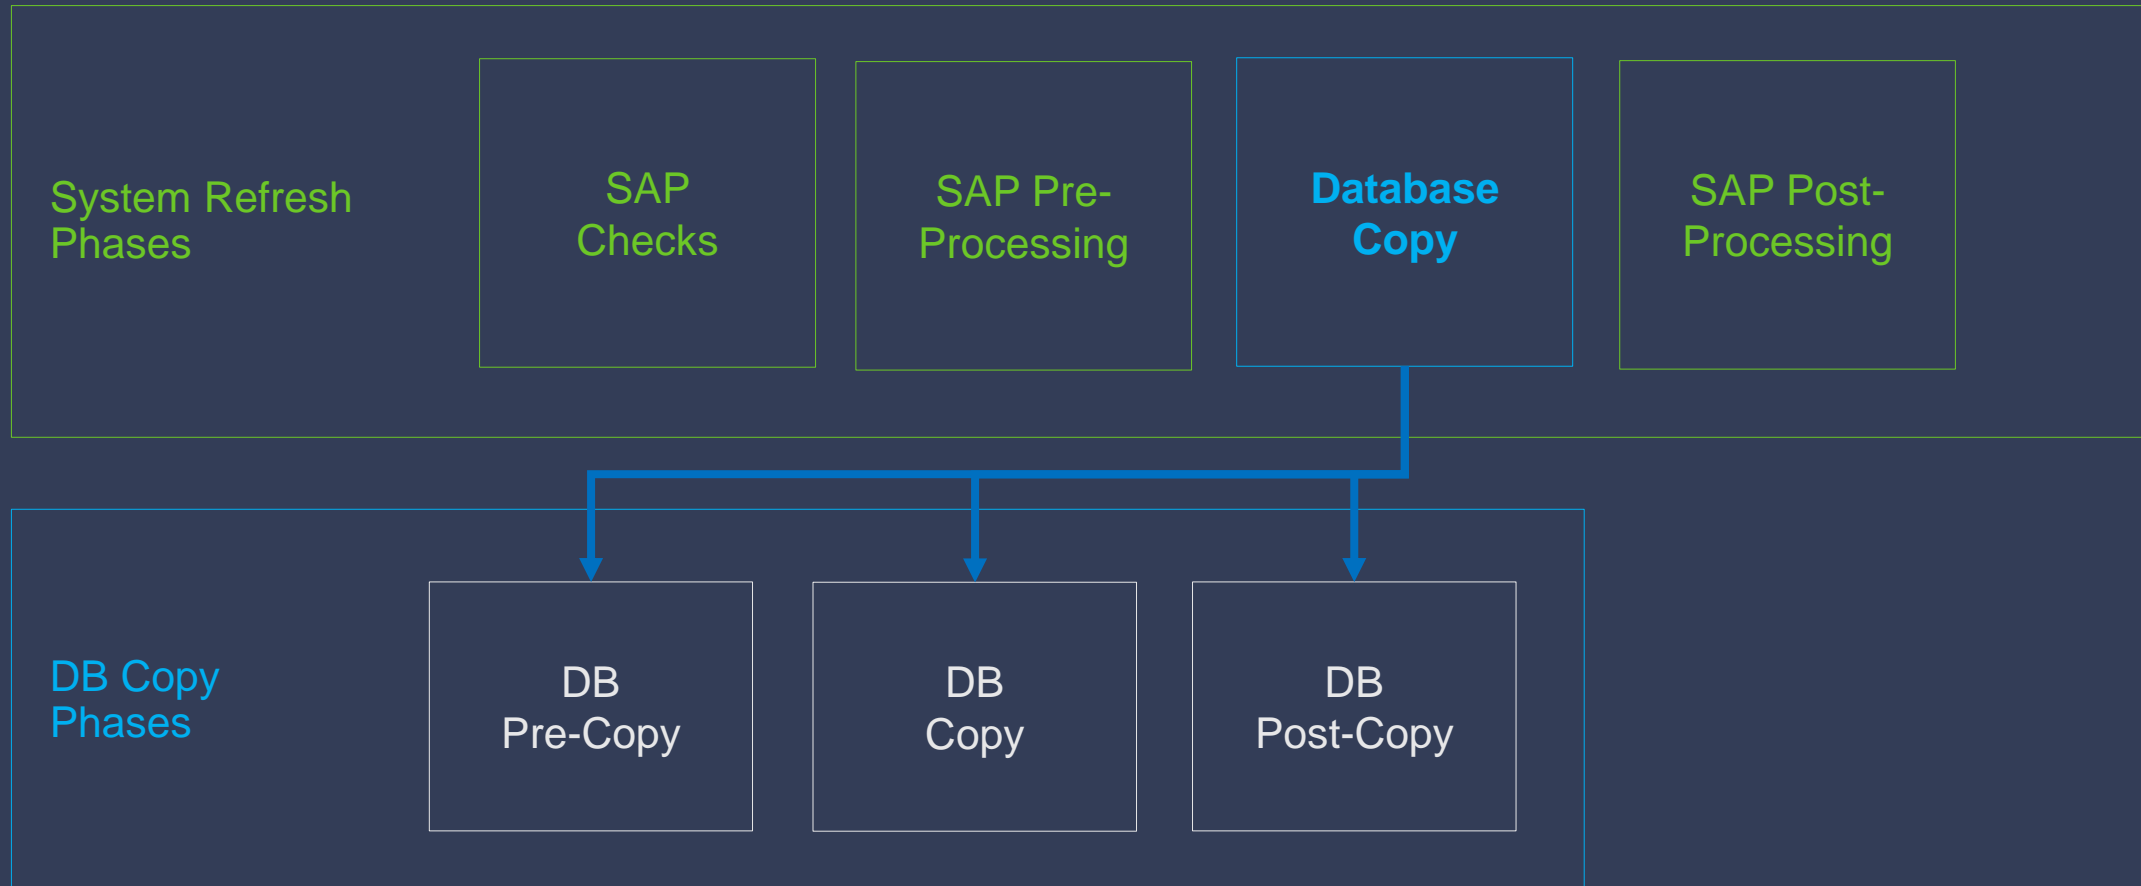 System Refresh
Phases
SAP
Checks
SAP Pre-
Processing
Database
Copy
SAP Post-
Processing
DB Copy
Phases
DB
Pre-Copy
DB
Copy
DB
Post-Copy